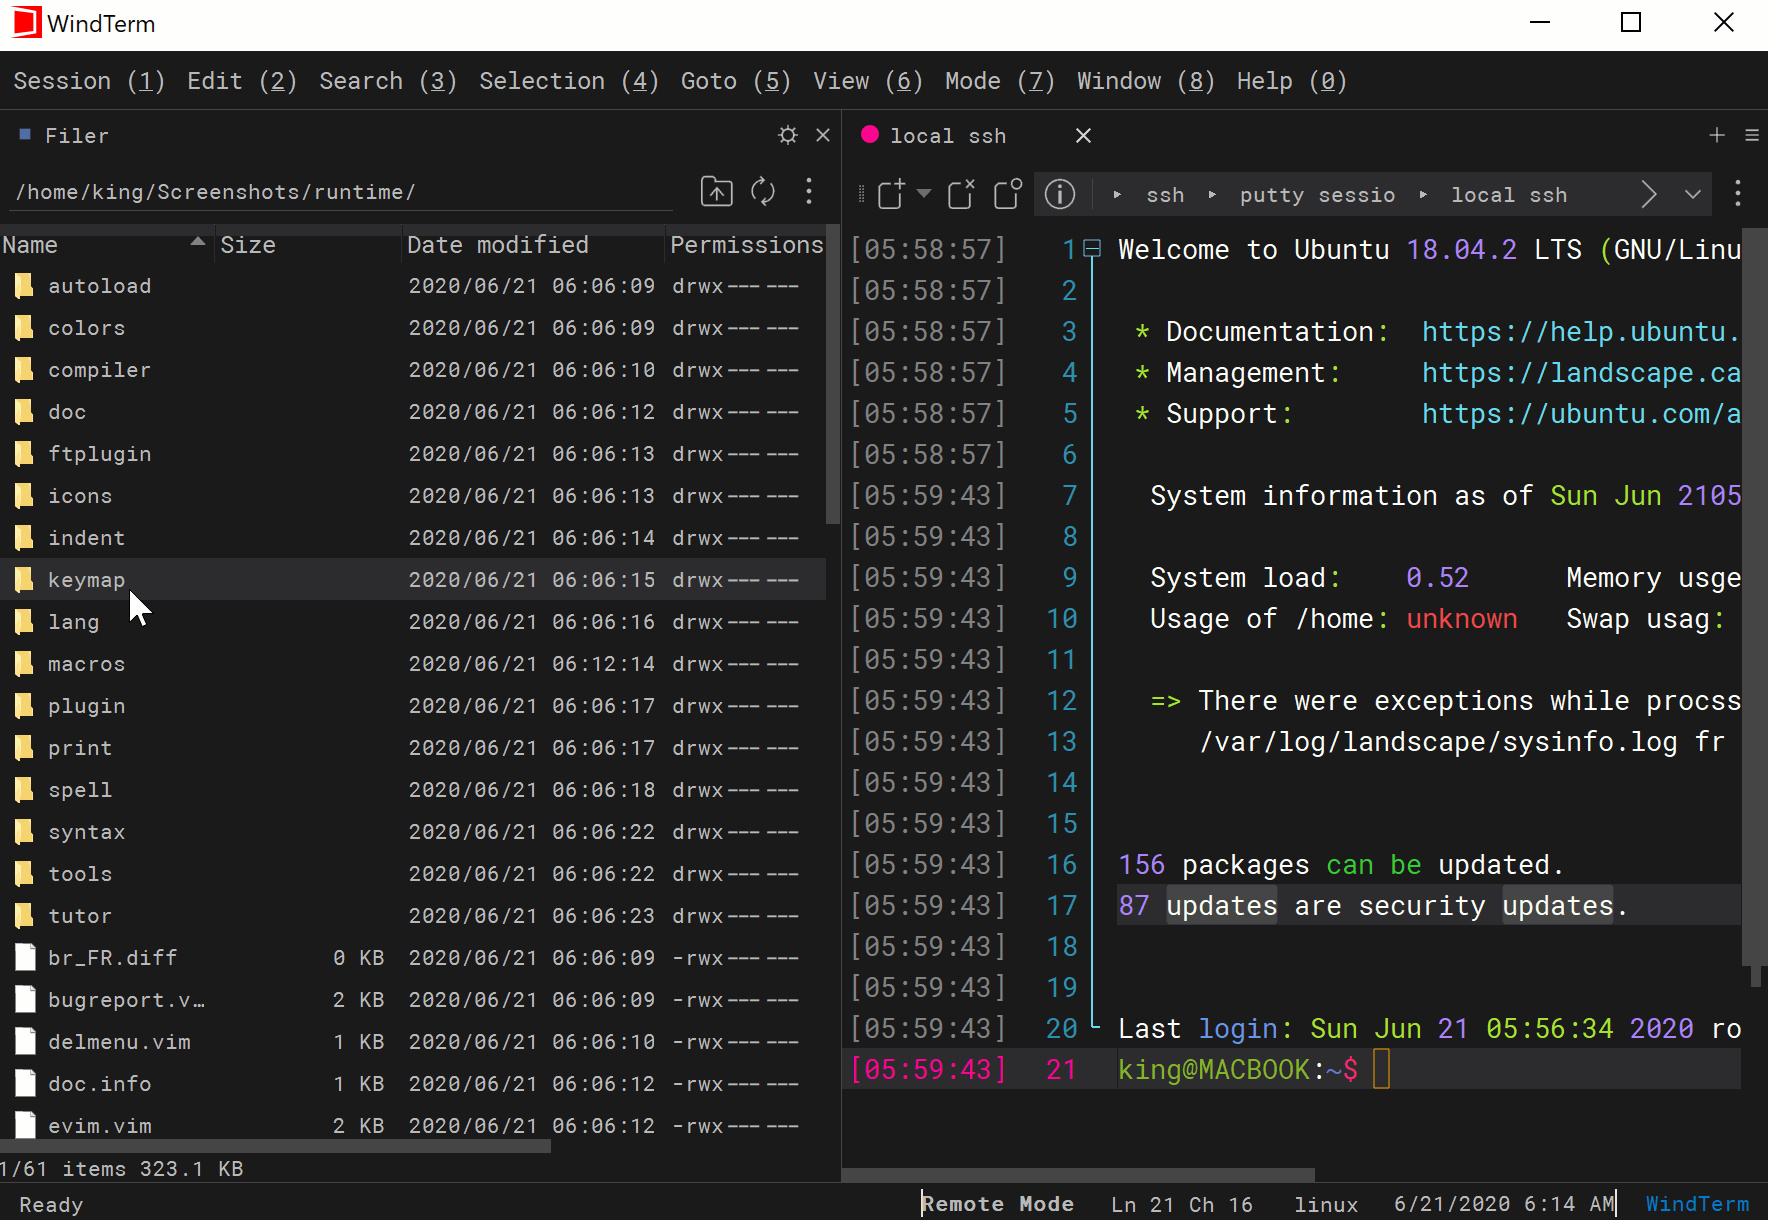 WindTerm
Session (1) Edit (2) Search (3) Selection (4) Goto (5) View (6) Mode (7) Window (8) Help (0)
Filer
/home/king/Screenshots/runtime/
Name Size Date modified Permissions
autoload 2020/06/21 06:06:09 drwx------
colors 2020/06/21 06:06:09 drwx------
compiler 2020/06/21 06:06:10 drwx------
doc 2020/06/21 06:06:12 drwx------
ftplugin 2020/06/21 06:06:13 drwx------
icons 2020/06/21 06:06:13 drwx------
indent 2020/06/21 06:06:14 drwx------
keymap 2020/06/21 06:06:15 drwx------
lang 2020/06/21 06:06:16 drwx------
macros 2020/06/21 06:12:14 drwx------
plugin 2020/06/21 06:06:17 drwx------
print 2020/06/21 06:06:17 drwx------
spell 2020/06/21 06:06:18 drwx------
syntax 2020/06/21 06:06:22 drwx------
tools 2020/06/21 06:06:22 drwx------
tutor 2020/06/21 06:06:23 drwx------
br_FR.diff 0 KB 2020/06/21 06:06:09 -rwx------
bugreport.v… 2 KB 2020/06/21 06:06:09 -rwx------
delmenu.vim 1 KB 2020/06/21 06:06:10 -rwx------
doc.info 1 KB 2020/06/21 06:06:12 -rwx------
evim.vim 2 KB 2020/06/21 06:06:12 -rwx------
1/61 items 323.1 KB
local ssh
ssh putty sessio local ssh
[05:58:57] 1 Welcome to Ubuntu 18.04.2 LTS (GNU/Linu
[05:58:57] 2
[05:58:57] 3 * Documentation: https://help.ubuntu.
[05:58:57] 4 * Management: https://landscape.ca
[05:58:57] 5 * Support: https://ubuntu.com/a
[05:58:57] 6
[05:59:43] 7 System information as of Sun Jun 2105
[05:59:43] 8
[05:59:43] 9 System load: 0.52 Memory usge
[05:59:43] 10 Usage of /home: unknown Swap usag:
[05:59:43] 11
[05:59:43] 12 => There were exceptions while procss
[05:59:43] 13 /var/log/landscape/sysinfo.log fr
[05:59:43] 14
[05:59:43] 15
[05:59:43] 16 156 packages can be updated.
[05:59:43] 17 87 updates are security updates.
[05:59:43] 18
[05:59:43] 19
[05:59:43] 20 Last login: Sun Jun 21 05:56:34 2020 ro
[05:59:43] 21 king@MACBOOK:~$
Ready Remote Mode Ln 21 Ch 16 linux 6/21/2020 6:14 AM WindTerm